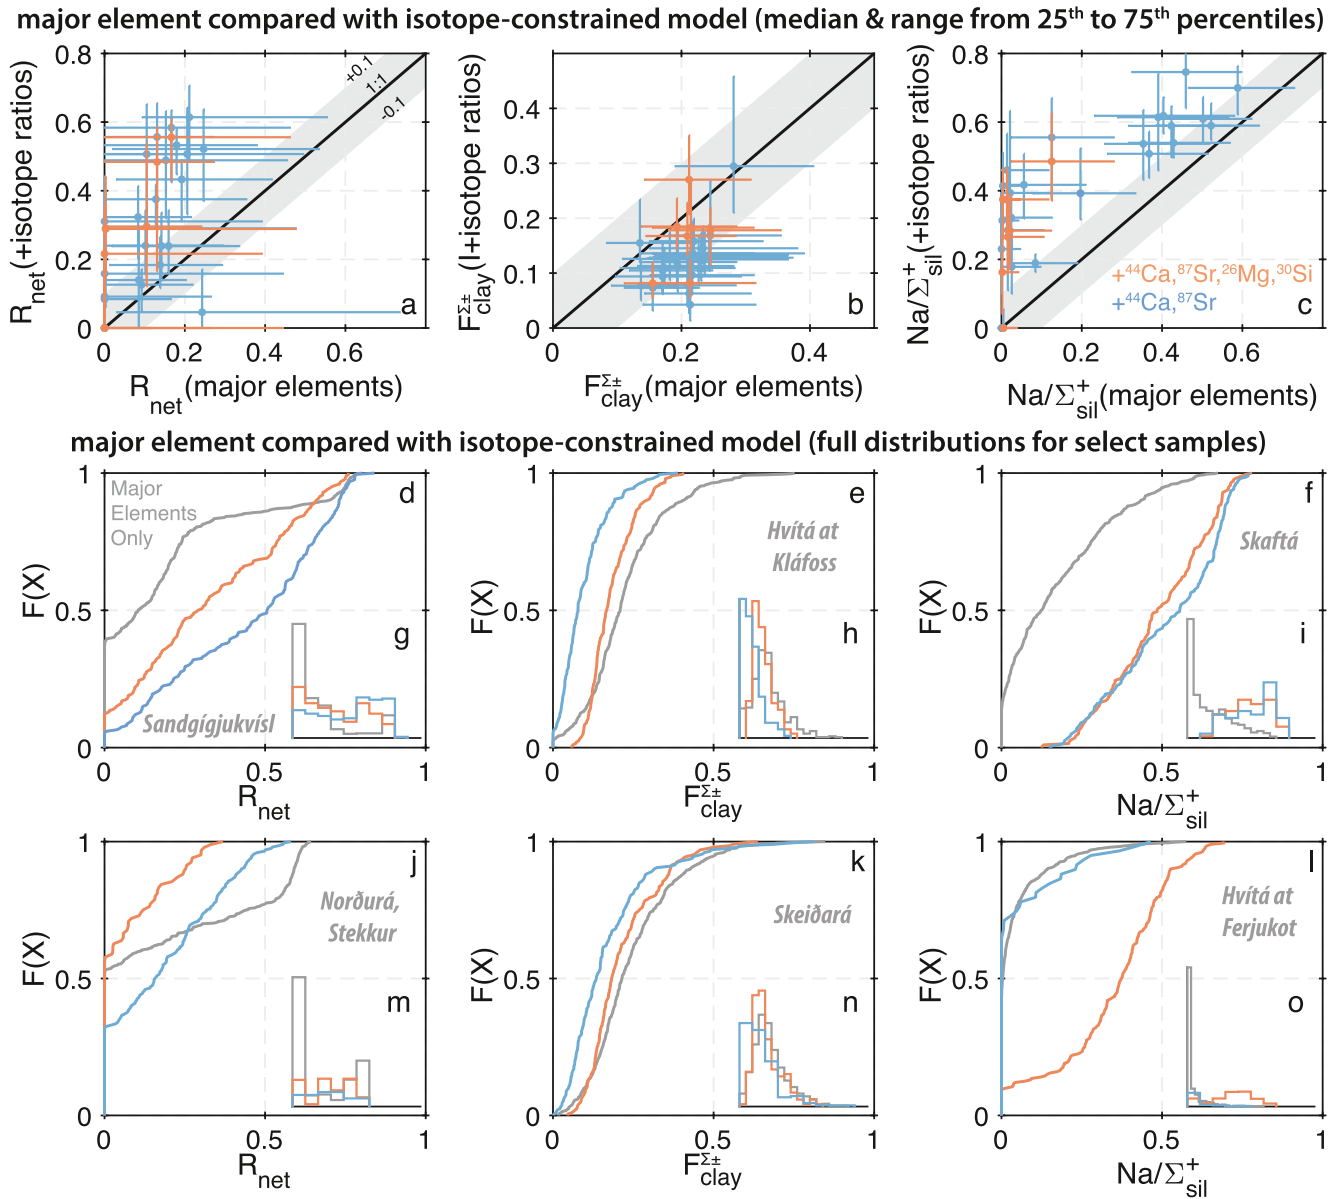 major element compared with isotope-constrained model (median & range from 25th to 75th percentiles)
R_net (+isotope ratios)
0.8
0.6
0.4
0.2
0
+0.1
1:1
-0.1
a
0 0.2 0.4 0.6
R_net (major elements)
F^Σ±_clay (I+isotope ratios)
0.4
0.3
0.2
0.1
0
b
0 0.2 0.4
F^Σ±_clay (major elements)
Na/Σ^+_sil (+isotope ratios)
0.8
0.6
0.4
0.2
0
+44Ca,87Sr,26Mg,30Si
+44Ca,87Sr
c
0 0.2 0.4 0.6
Na/Σ^+_sil (major elements)
major element compared with isotope-constrained model (full distributions for select samples)
F(X)
1
0.5
0
Major
Elements
Only
d
g
Sandgígjukvísl
0 0.5 1
R_net
F(X)
1
0.5
0
e
Hvítá at
Kláfoss
h
0 0.5 1
F^Σ±_clay
F(X)
1
0.5
0
f
Skaftá
i
0 0.5 1
Na/Σ^+_sil
F(X)
1
0.5
0
j
Norðurá,
Stekkur
m
0 0.5 1
R_net
F(X)
1
0.5
0
k
Skeiðará
n
0 0.5 1
F^Σ±_clay
F(X)
1
0.5
0
l
Hvítá at
Ferjukot
o
0 0.5 1
Na/Σ^+_sil